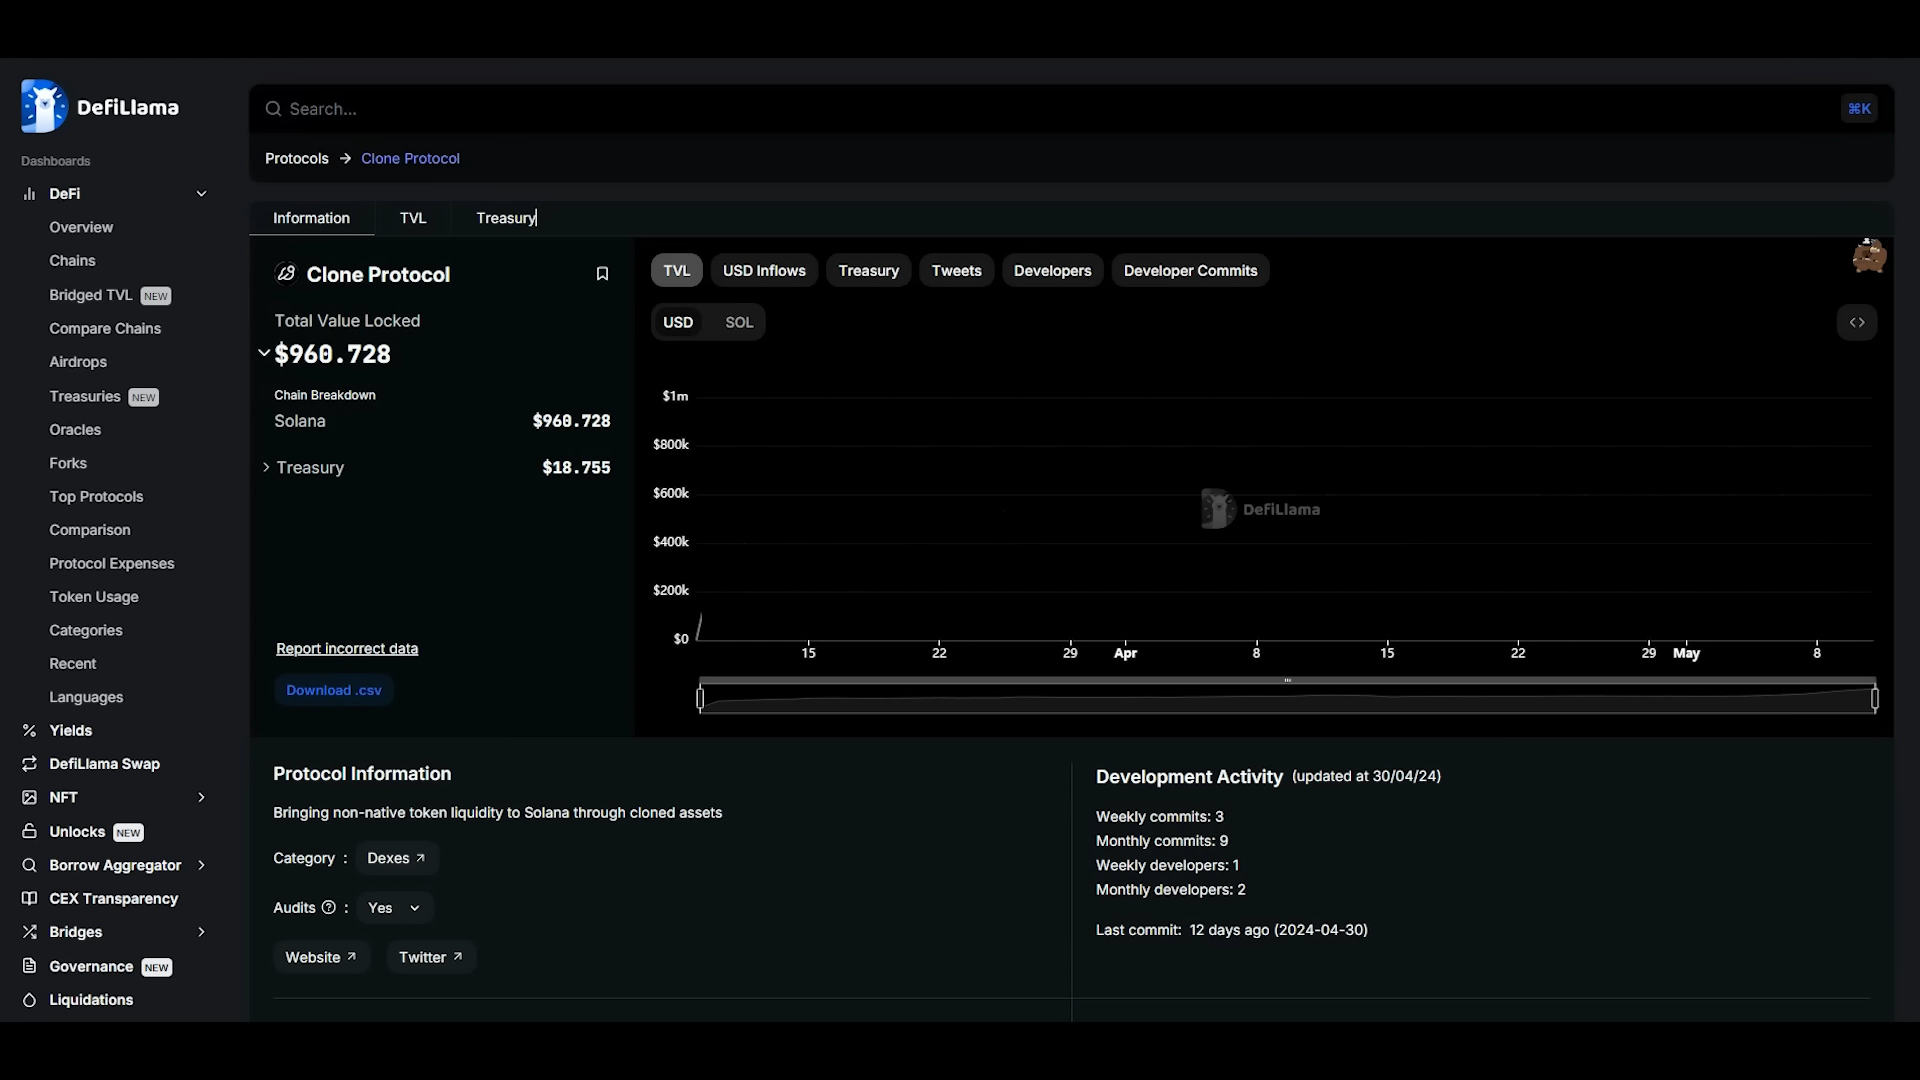 DefiLlama
Search...
⌘K
Protocols → Clone Protocol
Dashboards
DeFi
Overview
Chains
Bridged TVL NEW
Compare Chains
Airdrops
Treasuries NEW
Oracles
Forks
Top Protocols
Comparison
Protocol Expenses
Token Usage
Categories
Recent
Languages
Yields
DefiLlama Swap
NFT
Unlocks NEW
Borrow Aggregator
CEX Transparency
Bridges
Governance NEW
Liquidations
Information TVL Treasury
Clone Protocol
Total Value Locked
$960.728
Chain Breakdown
Solana $960.728
Treasury $18.755
Report incorrect data
Download .csv
TVL USD Inflows Treasury Tweets Developers Developer Commits
USD SOL
$1m
$800k
$600k
$400k
$200k
$0
DefiLlama
15 22 29 Apr 8 15 22 29 May 8
Protocol Information
Bringing non-native token liquidity to Solana through cloned assets
Category : Dexes
Audits ? : Yes
Website Twitter
Development Activity (updated at 30/04/24)
Weekly commits: 3
Monthly commits: 9
Weekly developers: 1
Monthly developers: 2
Last commit: 12 days ago (2024-04-30)